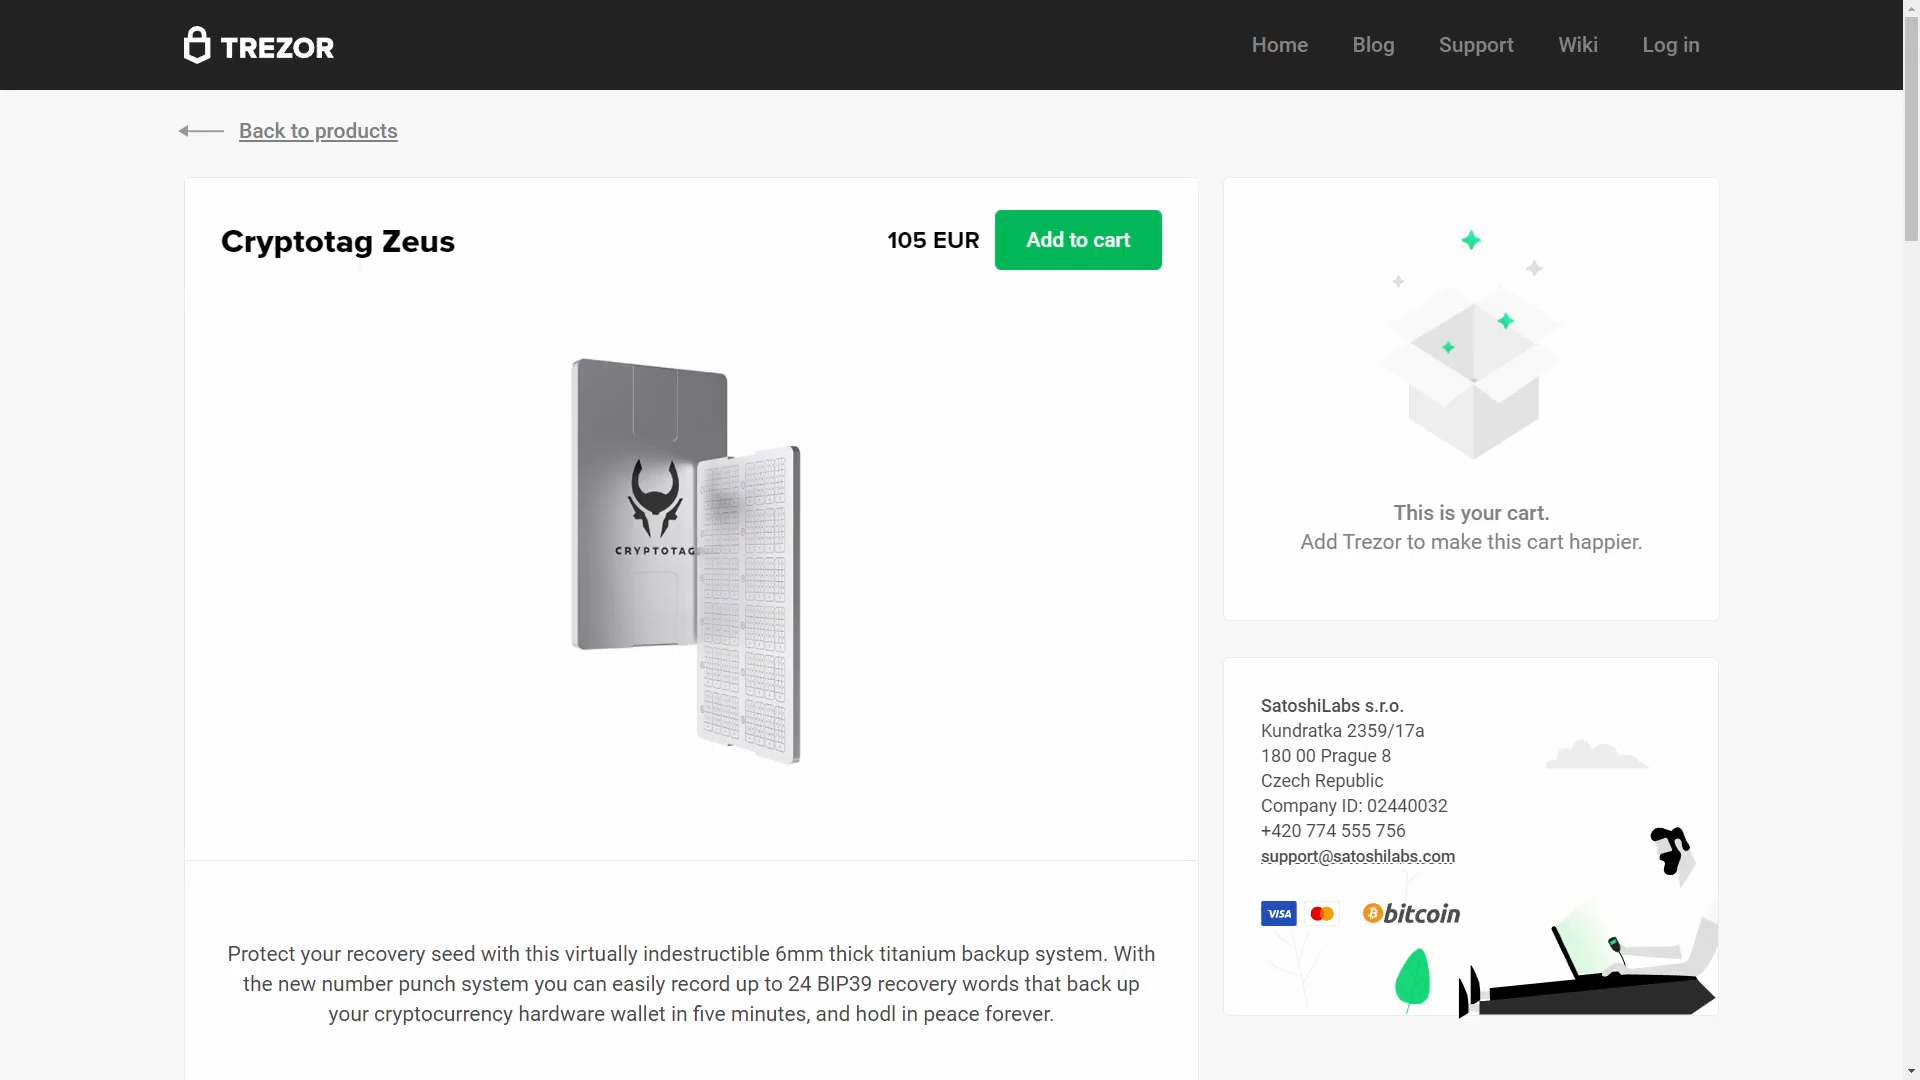 TREZOR
Home
Blog
Support
Wiki
Log in
Back to products
Cryptotag Zeus
105 EUR
Add to cart
CRYPTOTAG
This is your cart.
Add Trezor to make this cart happier.
SatoshiLabs s.r.o.
Kundratka 2359/17a
180 00 Prague 8
Czech Republic
Company ID: 02440032
+420 774 555 756
support@satoshilabs.com
VISA
bitcoin
Protect your recovery seed with this virtually indestructible 6mm thick titanium backup system. With
the new number punch system you can easily record up to 24 BIP39 recovery words that back up
your cryptocurrency hardware wallet in five minutes, and hodl in peace forever.